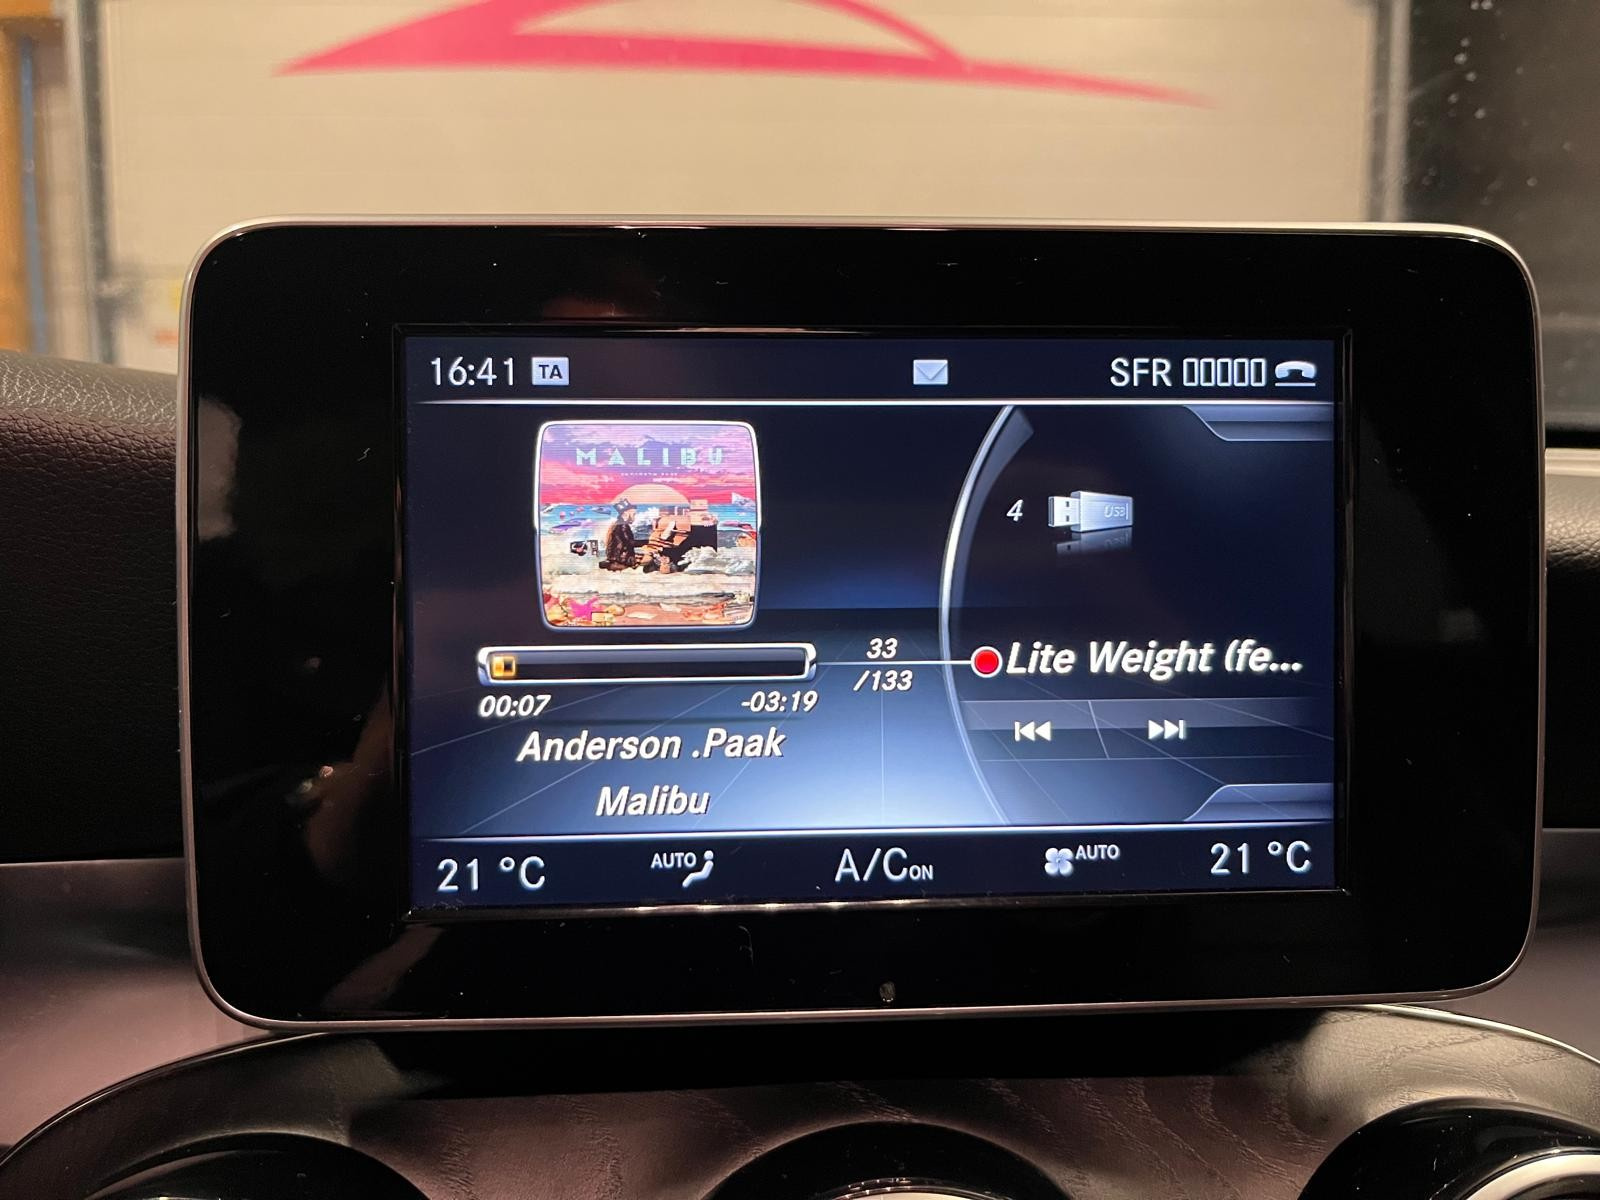 16:41 TA SFR
MALIBU
4 USB
33
/133
Lite Weight (fe...
00:07 -03:19
Anderson .Paak
Malibu
21 °C AUTO A/C ON AUTO 21 °C